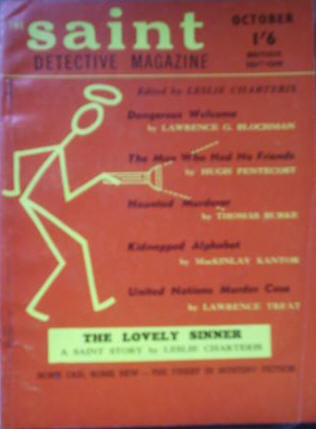 THE
saint
DETECTIVE MAGAZINE
OCTOBER
1'6
Edited by LESLIE CHARTERIS
Dangerous Welcome
by LAWRENCE G. BLOCHMAN
The Man Who Had No Friends
by HUGH PENTECOST
Haunted Murderer
by THOMAS BURKE
Kidnapped Alphabet
by MacKINLAY KANTOR
United Nations Murder Case
by LAWRENCE TREAT
THE LOVELY SINNER
A SAINT STORY by LESLIE CHARTERIS
SOME OLD, SOME NEW — THE FINEST IN MYSTERY FICTION